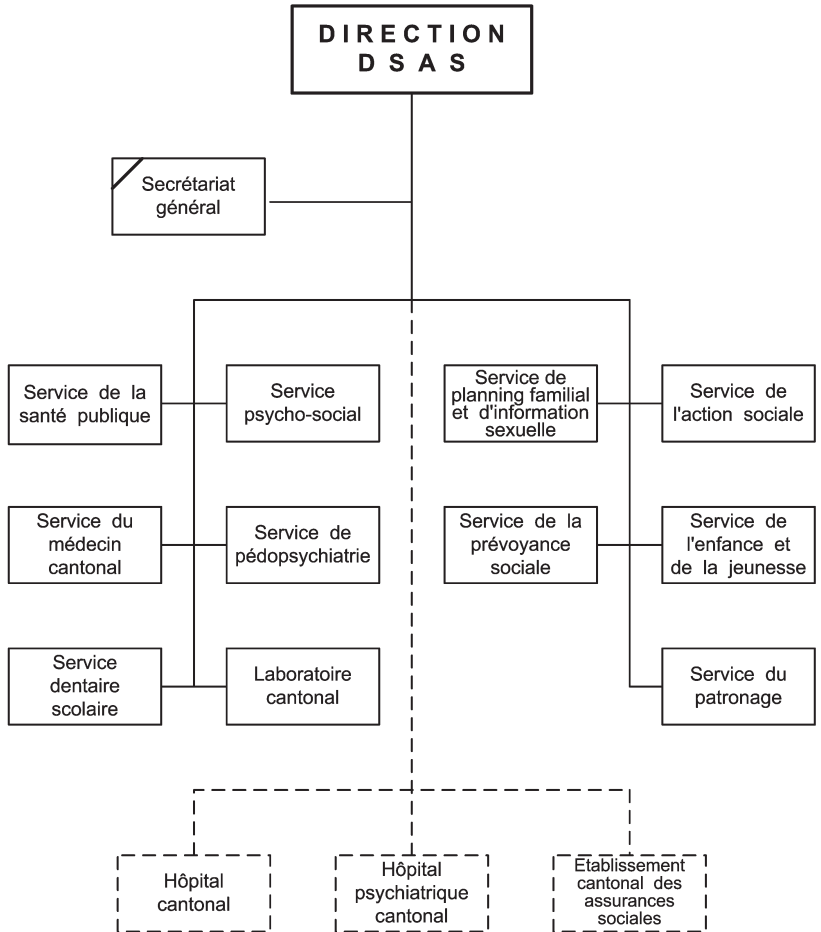 DIRECTION
DSAS
Secrétariat
général
Service de la
santé publique
Service
psycho-social
Service de
planning familial
et d'information
sexuelle
Service de
l'action sociale
Service du
médecin
cantonal
Service de
pédopsychiatrie
Service de la
prévoyance
sociale
Service de
l'enfance et
de la jeunesse
Service
dentaire
scolaire
Laboratoire
cantonal
Service du
patronage
Hôpital
cantonal
Hôpital
psychiatrique
cantonal
Etablissement
cantonal des
assurances
sociales